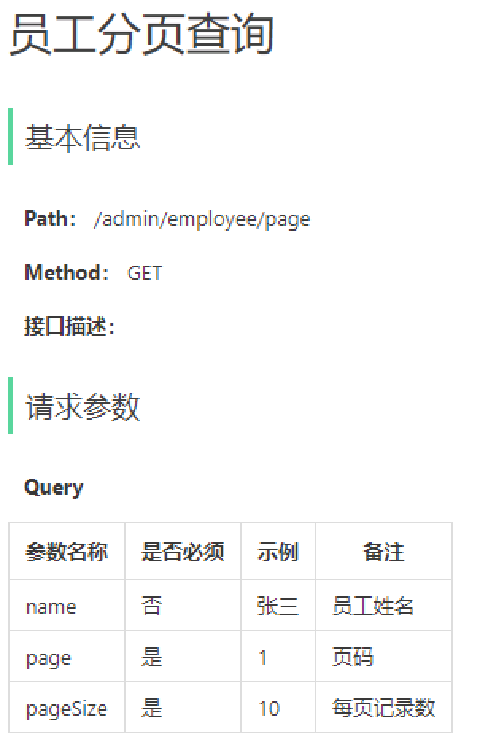 员工分页查询
基本信息
Path： /admin/employee/page
Method： GET
接口描述：
请求参数
Query
参数名称 是否必须 示例 备注
name 否 张三 员工姓名
page 是 1 页码
pageSize 是 10 每页记录数